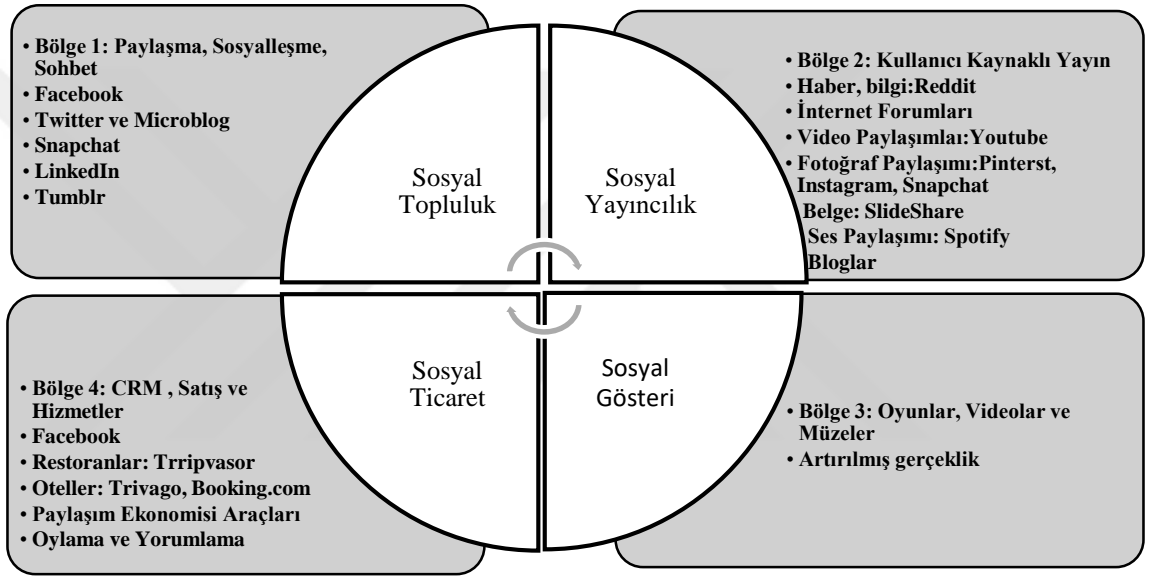 • Bölge 1: Paylaşma, Sosyalleşme,
Sohbet
• Facebook
• Twitter ve Microblog
• Snapchat
• LinkedIn
• Tumblr
Sosyal
Topluluk
Sosyal
Yayıncılık
• Bölge 2: Kullanıcı Kaynaklı Yayın
• Haber, bilgi:Reddit
• İnternet Forumları
• Video Paylaşımlaı:Youtube
• Fotoğraf Paylaşımı:Pinterst,
Instagram, Snapchat
Belge: SlideShare
Ses Paylaşımı: Spotify
Bloglar
• Bölge 4: CRM , Satış ve
Hizmetler
• Facebook
• Restoranlar: Trripvasor
• Oteller: Trivago, Booking.com
• Paylaşım Ekonomisi Araçları
• Oylama ve Yorumlama
Sosyal
Ticaret
Sosyal
Gösteri
• Bölge 3: Oyunlar, Videolar ve
Müzeler
• Artırılmış gerçeklik